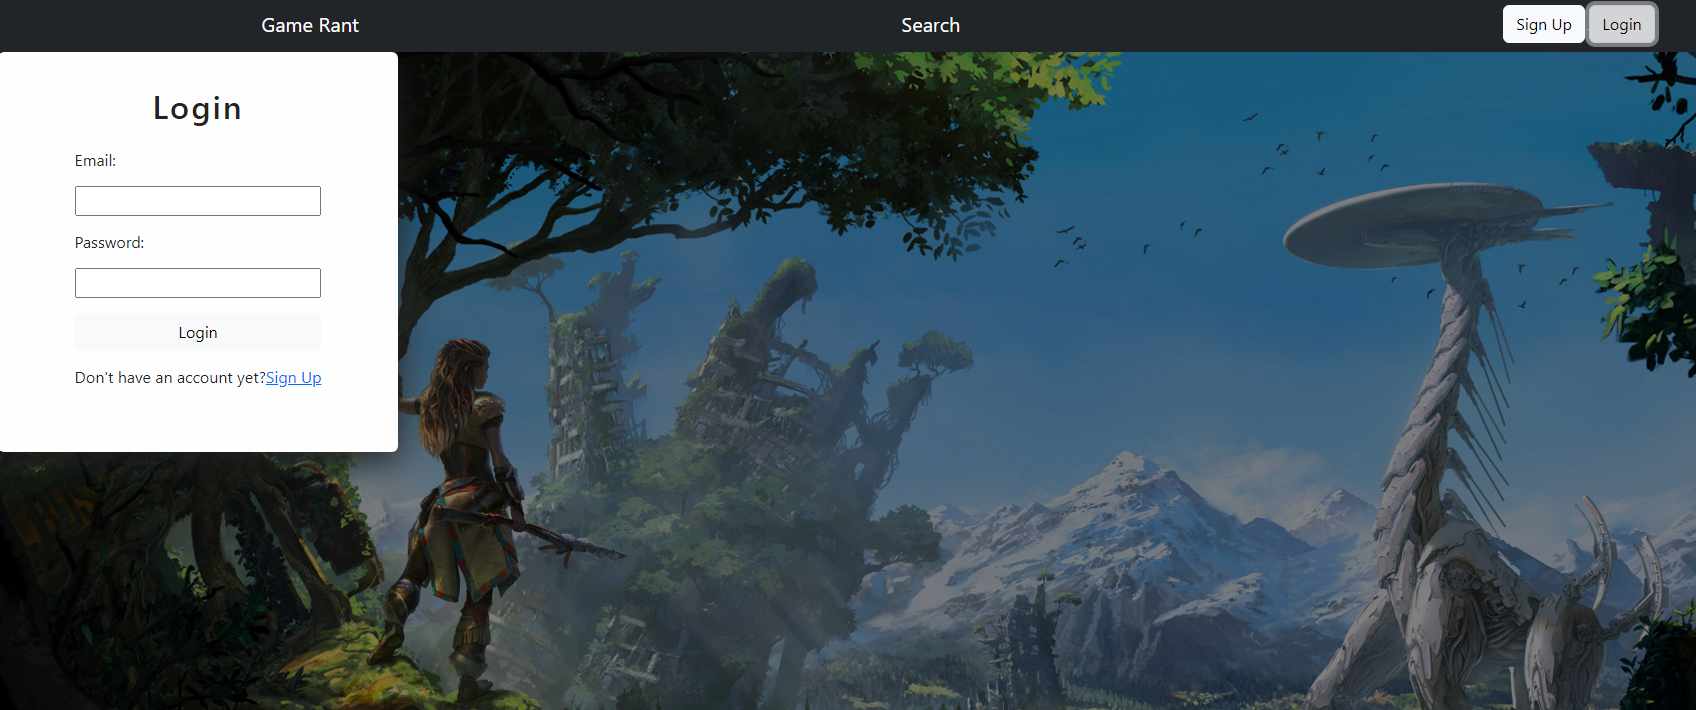 Game Rant Search Sign Up Login
Login
Email:
Password:
Login
Don't have an account yet?Sign Up